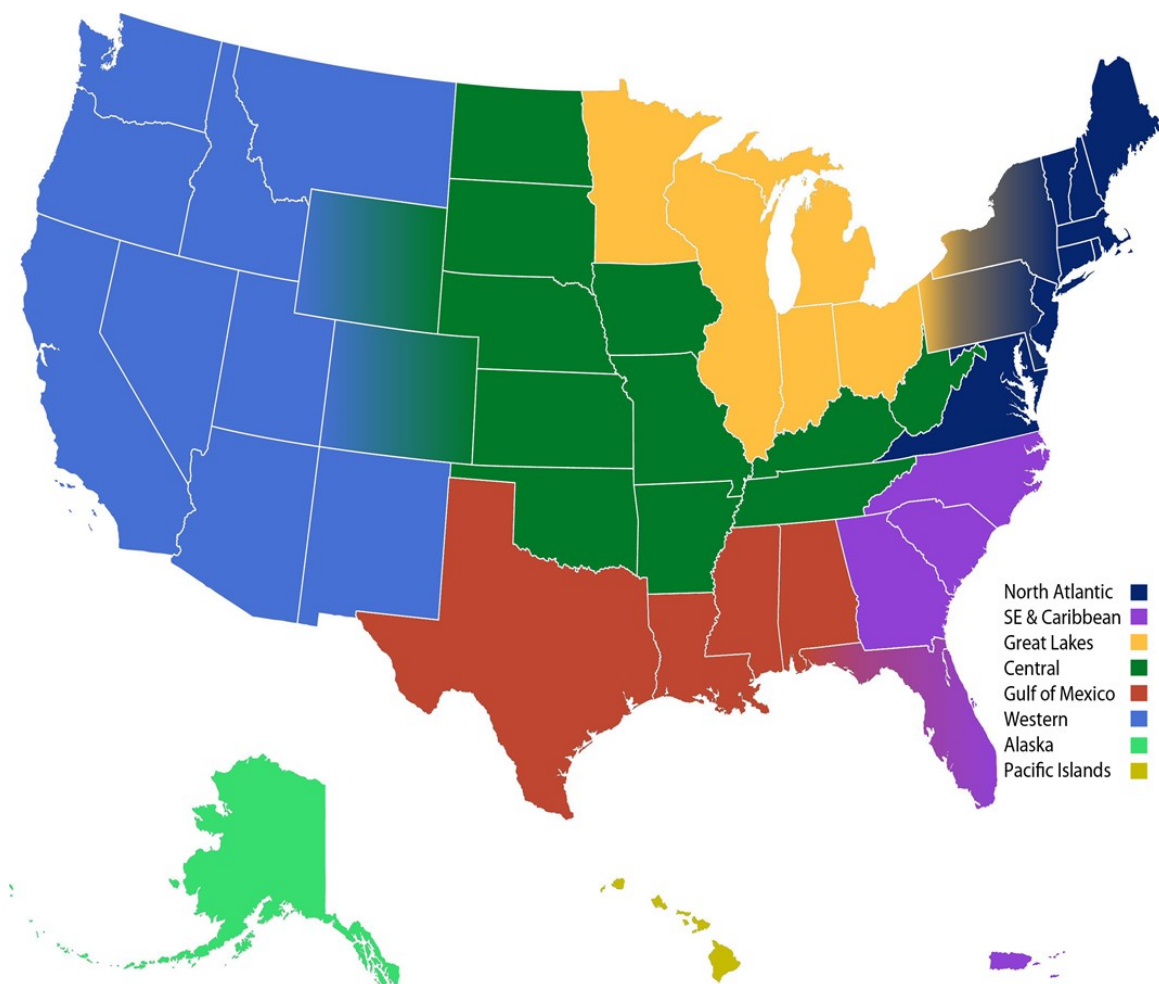 North Atlantic
SE & Caribbean
Great Lakes
Central
Gulf of Mexico
Western
Alaska
Pacific Islands